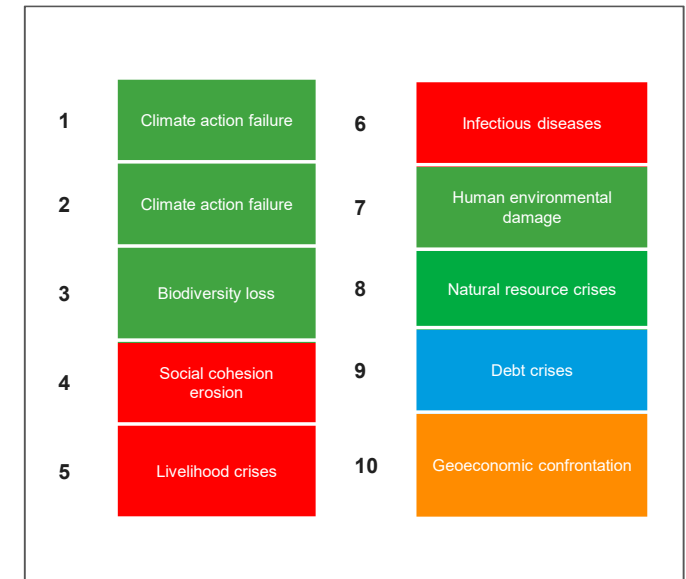 1
Climate action failure
2
Climate action failure
3
Biodiversity loss
4
Social cohesion
erosion
5
Livelihood crises
6
Infectious diseases
7
Human environmental
damage
8
Natural resource crises
9
Debt crises
10
Geoeconomic confrontation